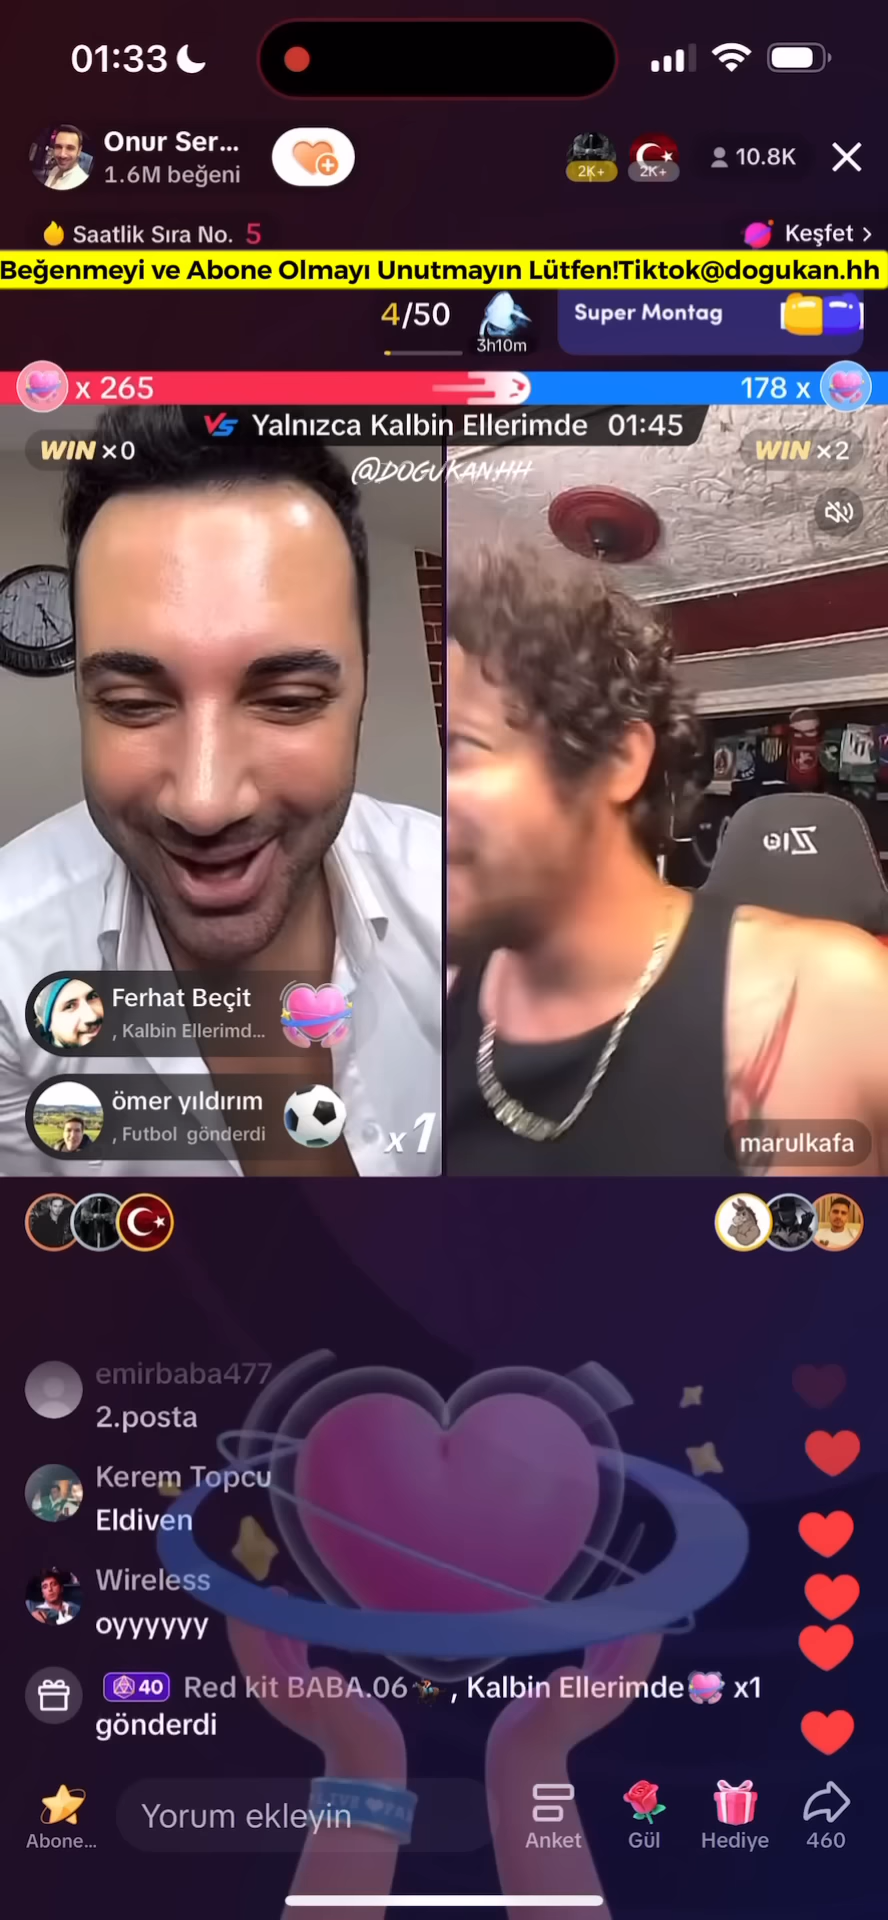 01:33
Onur Ser...
1.6M beğeni
2K+
2K+
10.8K
Saatlik Sıra No. 5
Keşfet >
Beğenmeyi ve Abone Olmayı Unutmayın Lütfen!Tiktok@dogukan.hh
4/50
3h10m
Super Montag
x 265
178 x
VS Yalnızca Kalbin Ellerimde 01:45
WIN x0
WIN x2
@DOGUKAN.HH
Ferhat Beçit
, Kalbin Ellerimd...
ömer yıldırım
, Futbol gönderdi
x1
marulkafa
emirbaba477
2.posta
Kerem Topcu
Eldiven
Wireless
oyyyyyy
40 Red kit BABA.06🏇, Kalbin Ellerimde x1
gönderdi
Abone...
Yorum ekleyin
Anket
Gül
Hediye
460